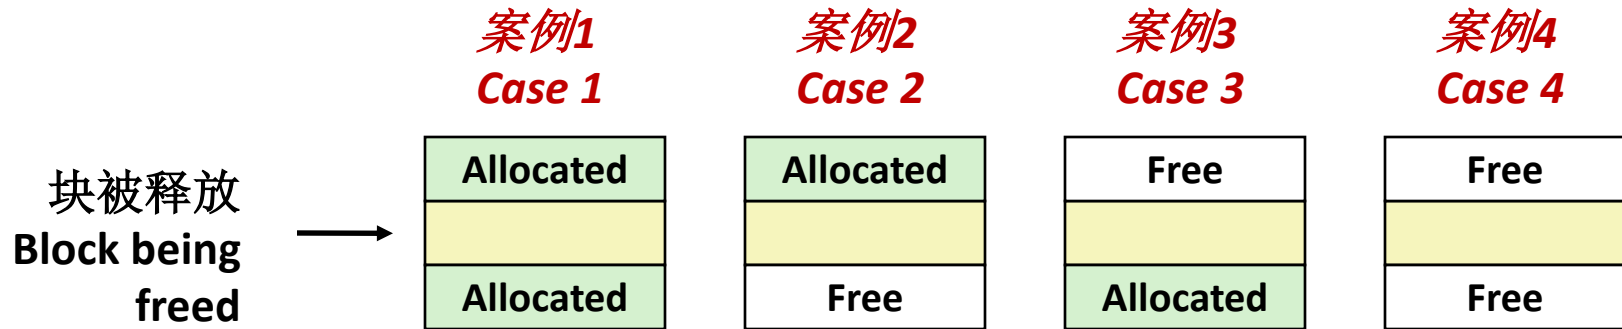 案例1
Case 1
案例2
Case 2
案例3
Case 3
案例4
Case 4
块被释放
Block being
freed
Allocated
Allocated
Allocated
Free
Free
Allocated
Free
Free